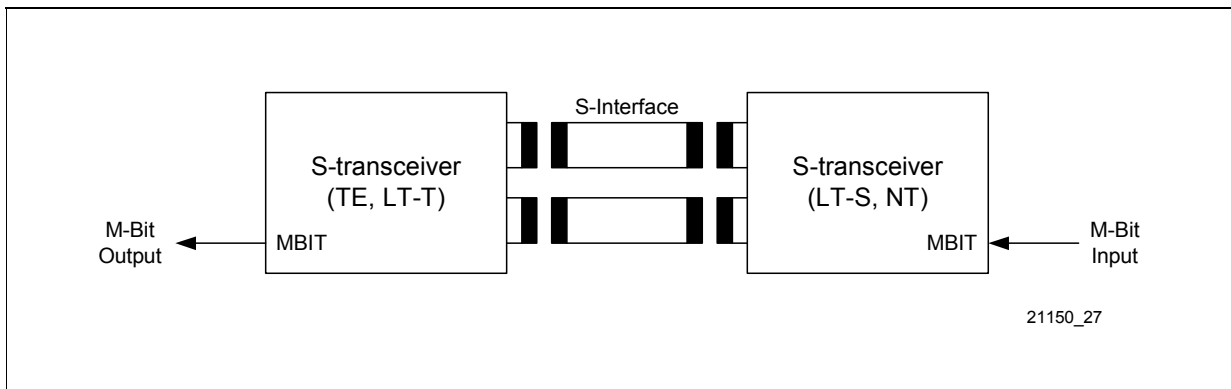 S-Interface
S-transceiver
(TE, LT-T)
S-transceiver
(LT-S, NT)
M-Bit
Output
MBIT
MBIT
M-Bit
Input
21150_27